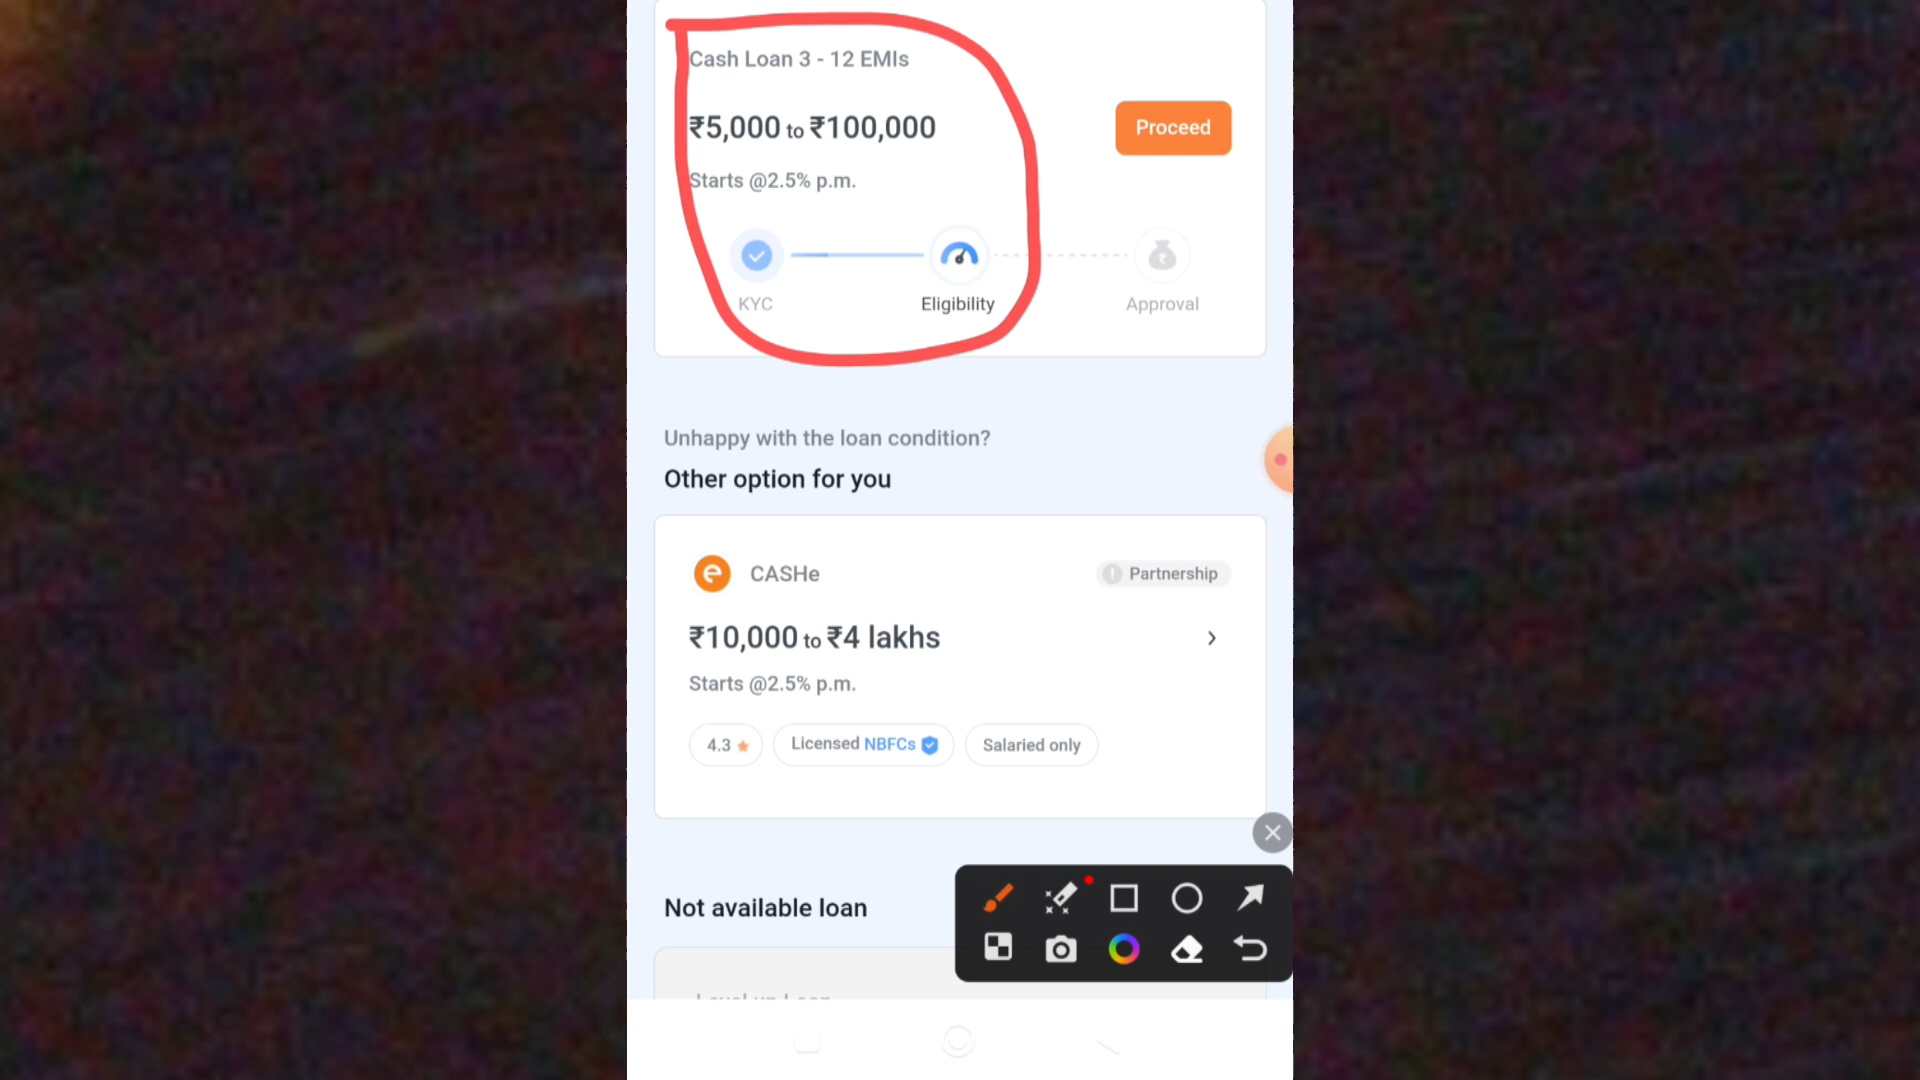 Cash Loan 3 - 12 EMIs
₹5,000 to ₹100,000
Proceed
Starts @2.5% p.m.
KYC
Eligibility
Approval
Unhappy with the loan condition?
Other option for you
CASHe
Partnership
₹10,000 to ₹4 lakhs
Starts @2.5% p.m.
4.3
Licensed NBFCs
Salaried only
Not available loan